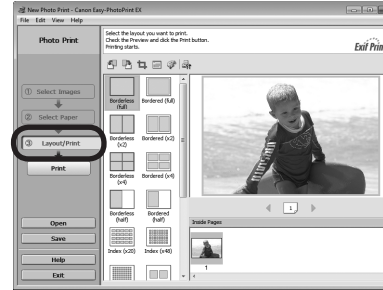 New Photo Print - Canon Easy-PhotoPrint EX
File Edit View Help
Photo Print
Select the layout you want to print.
Check the Preview and click the Print button.
Printing starts.
Exif Prin
① Select Images
② Select Paper
③ Layout/Print
Print
Open
Save
Help
Exit
Borderless (full)
Bordered (full)
Borderless (x2)
Bordered (x2)
Borderless (x4)
Bordered (x4)
Borderless (half)
Bordered (half)
Index (x20)
Index (x48)
1
Inside Pages
1